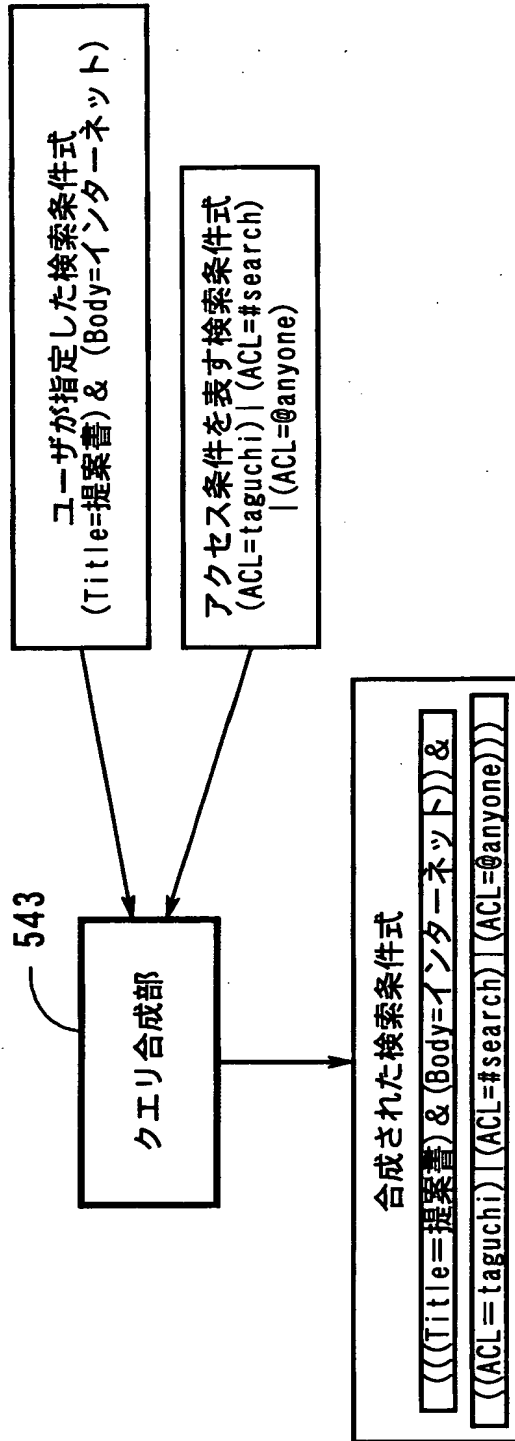 ユーザが指定した検索条件式
(Title=提案書)& (Body=インターネット)
アクセス条件を表す検索条件式
(ACL=taguchi)|(ACL=#search)
|(ACL=@anyone)
543
クエリ合成部
合成された検索条件式
(((Title=提案書)&(Body=インターネット))&
((ACL=taguchi)|(ACL=#search)|(ACL=@anyone)))